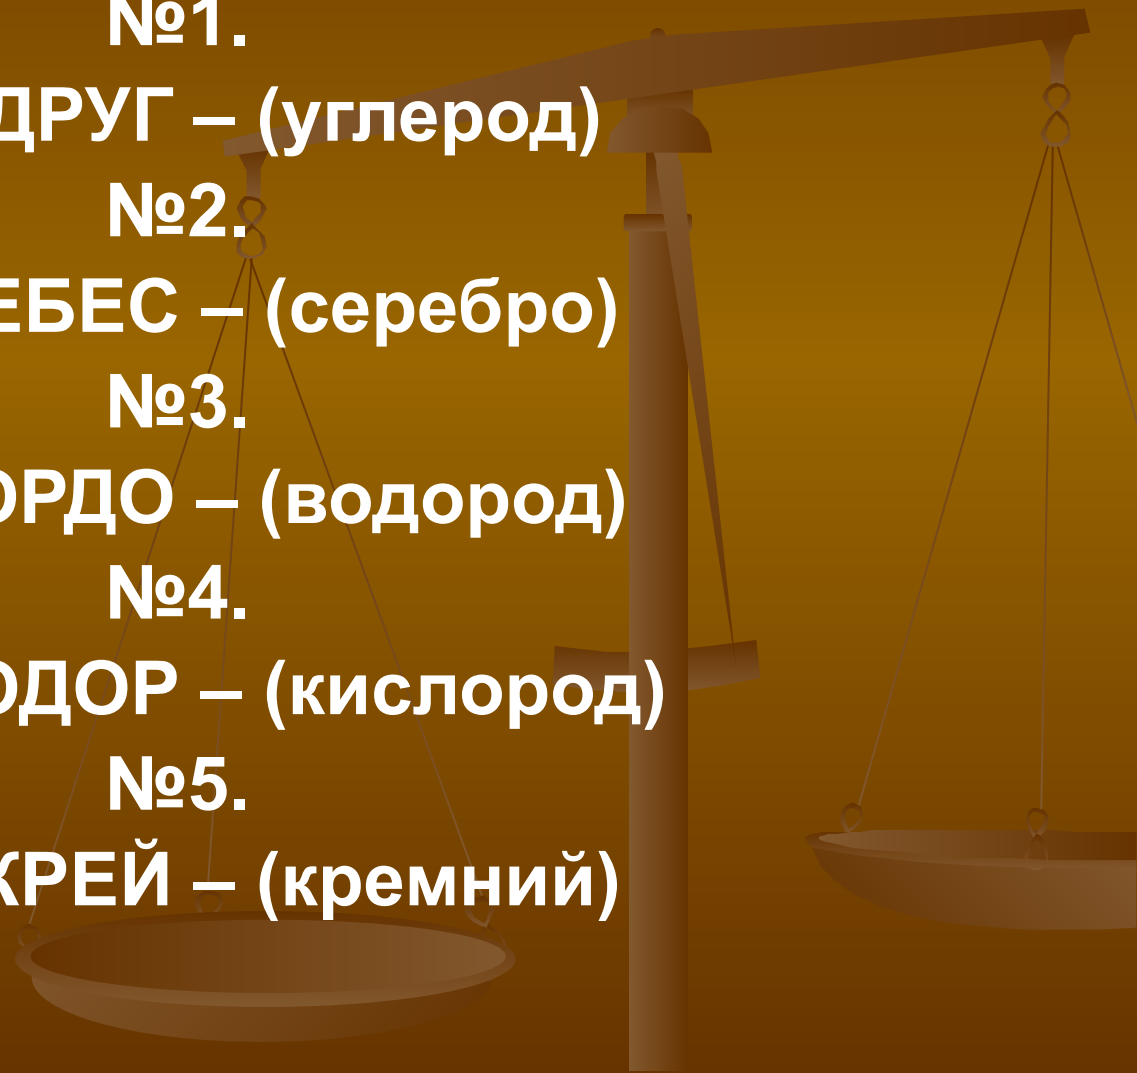 №1.
ДРУГ – (углерод)
№2.
ЕБЕС – (серебро)
№3.
ОРДО – (водород)
№4.
ОДОР – (кислород)
№5.
КРЕЙ – (кремний)